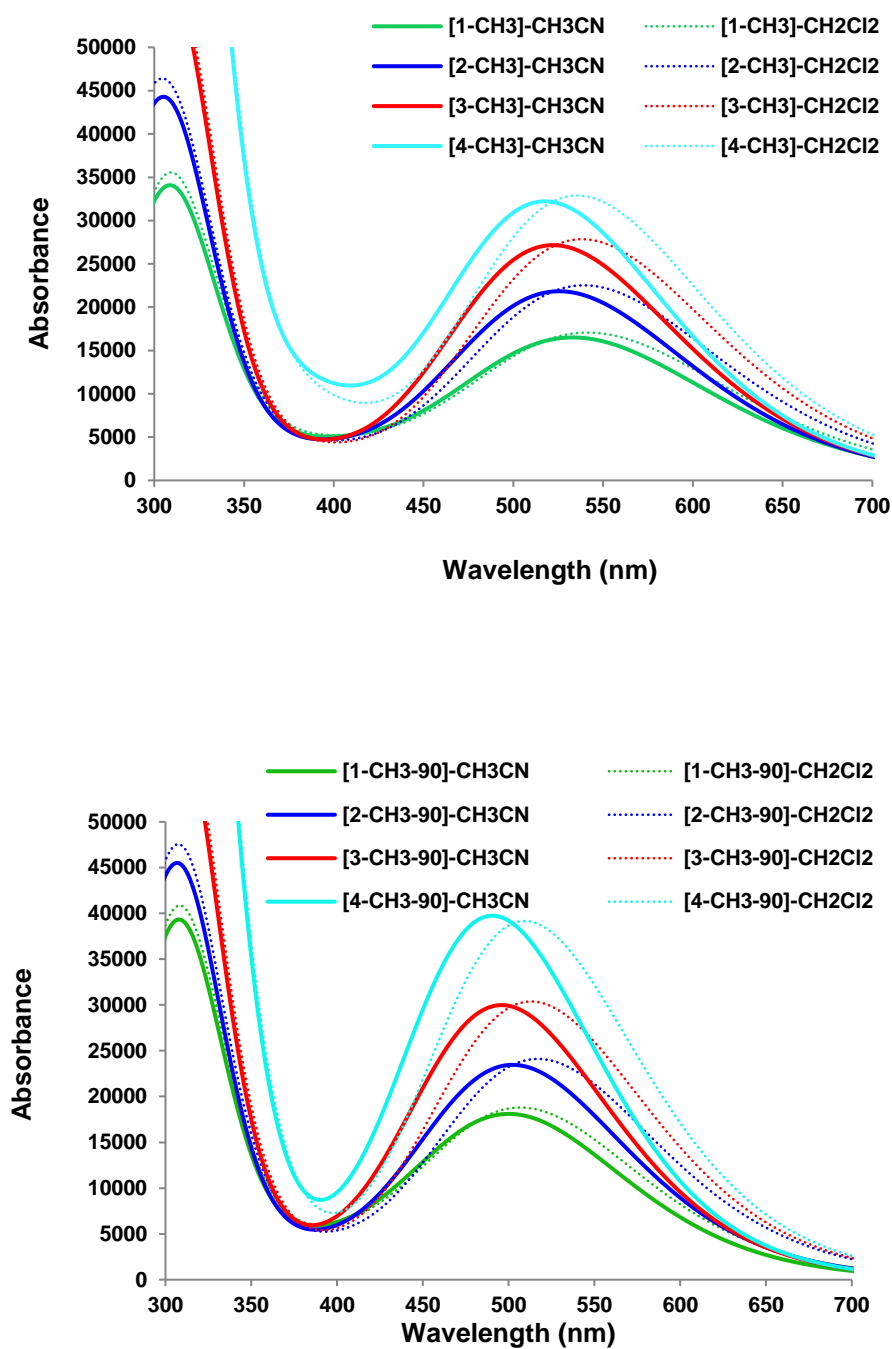 [1-CH3]-CH3CN [1-CH3]-CH2Cl2
[2-CH3]-CH3CN [2-CH3]-CH2Cl2
[3-CH3]-CH3CN [3-CH3]-CH2Cl2
[4-CH3]-CH3CN [4-CH3]-CH2Cl2
50000
45000
40000
35000
30000
25000
20000
15000
10000
5000
0
Absorbance
300 350 400 450 500 550 600 650 700
Wavelength (nm)
[1-CH3-90]-CH3CN [1-CH3-90]-CH2Cl2
[2-CH3-90]-CH3CN [2-CH3-90]-CH2Cl2
[3-CH3-90]-CH3CN [3-CH3-90]-CH2Cl2
[4-CH3-90]-CH3CN [4-CH3-90]-CH2Cl2
50000
45000
40000
35000
30000
25000
20000
15000
10000
5000
0
Absorbance
300 350 400 450 500 550 600 650 700
Wavelength (nm)